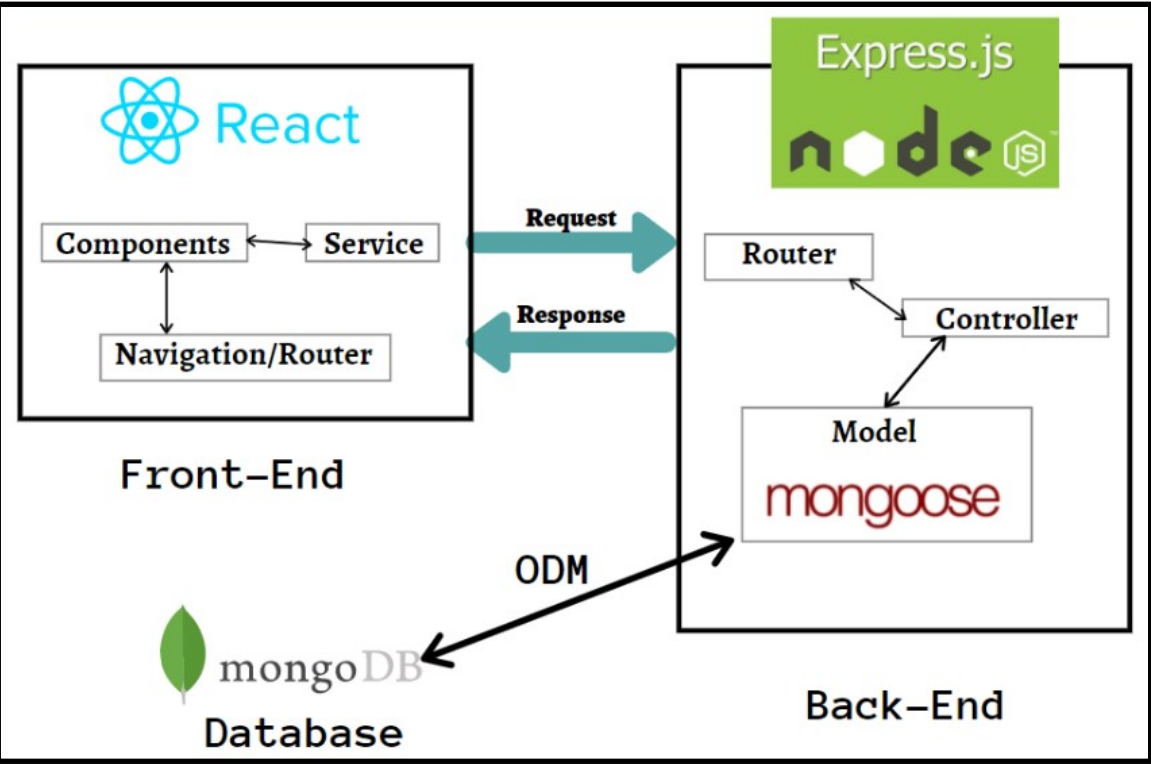 React
Components
Service
Navigation/Router
Front-End
Request
Response
Express.js
node
JS
™
Router
Controller
Model
mongoose
Back-End
ODM
mongoDB
Database